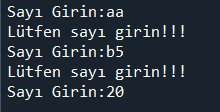 Sayı Girin:aa
Lütfen sayı girin!!!
Sayı Girin:b5
Lütfen sayı girin!!!
Sayı Girin:20